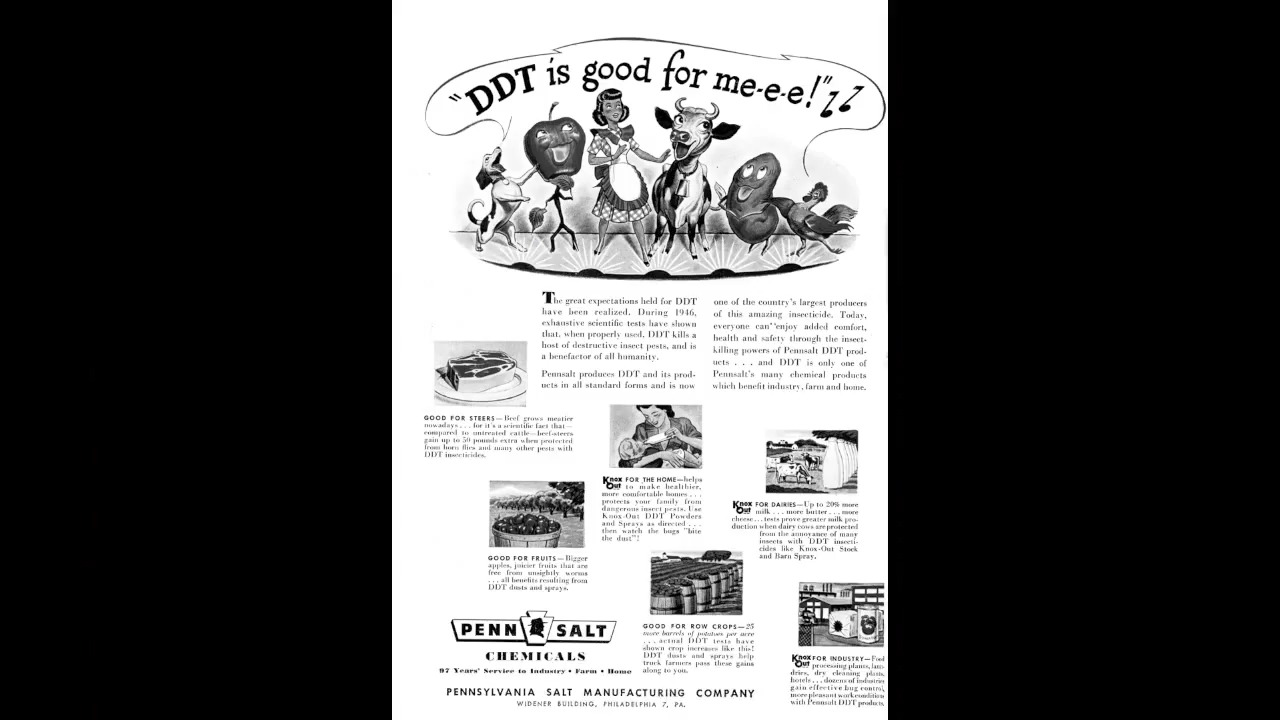 "DDT is good for me-e-e!"
The great expectations held for DDT
have been realized. During 1946,
exhaustive scientific tests have shown
that, when properly used, DDT kills a
host of destructive insect pests, and is
a benefactor of all humanity.
Pennsalt produces DDT and its prod-
ucts in all standard forms and is now
one of the country's largest producers
of this amazing insecticide. Today,
everyone can enjoy added comfort,
health and safety through the insect-
killing powers of Pennsalt DDT prod-
ucts . . . and DDT is only one of
Pennsalt's many chemical products
which benefit industry, farm and home.
GOOD FOR STEERS—Beef grows meatier
nowadays . . . for it's a scientific fact that—
compared to untreated cattle—beef-steers
gain up to 50 pounds extra when protected
from horn flies and many other pests with
DDT insecticides.
Knox Out FOR THE HOME—helps
to make healthier,
more comfortable homes . . .
protects your family from
dangerous insect pests. Use
Knox-Out DDT Powders
and Sprays as directed . . .
then watch the bugs "bite
the dust"!
Knox Out FOR DAIRIES—Up to 20% more
milk . . . more butter . . . more
cheese . . . tests prove greater milk pro-
duction when dairy cows are protected
from the annoyance of many
insects with DDT insecti-
cides like Knox-Out Stock
and Barn Spray.
GOOD FOR FRUITS—Bigger
apples, juicier fruits that are
free from unsightly worms
. . . all benefits resulting from
DDT dusts and sprays.
GOOD FOR ROW CROPS—25
more barrels of potatoes per acre
. . . actual DDT tests have
shown crop increases like this!
DDT dusts and sprays help
truck farmers pass these gains
along to you.
Knox Out FOR INDUSTRY—Food
processing plants, laun-
dries, dry cleaning plants,
hotels . . . dozens of industries
gain effective bug control,
more pleasant work conditions
with Pennsalt DDT products.
PENN SALT
CHEMICALS
97 Years' Service to Industry • Farm • Home
PENNSYLVANIA SALT MANUFACTURING COMPANY
WIDENER BUILDING, PHILADELPHIA 7, PA.